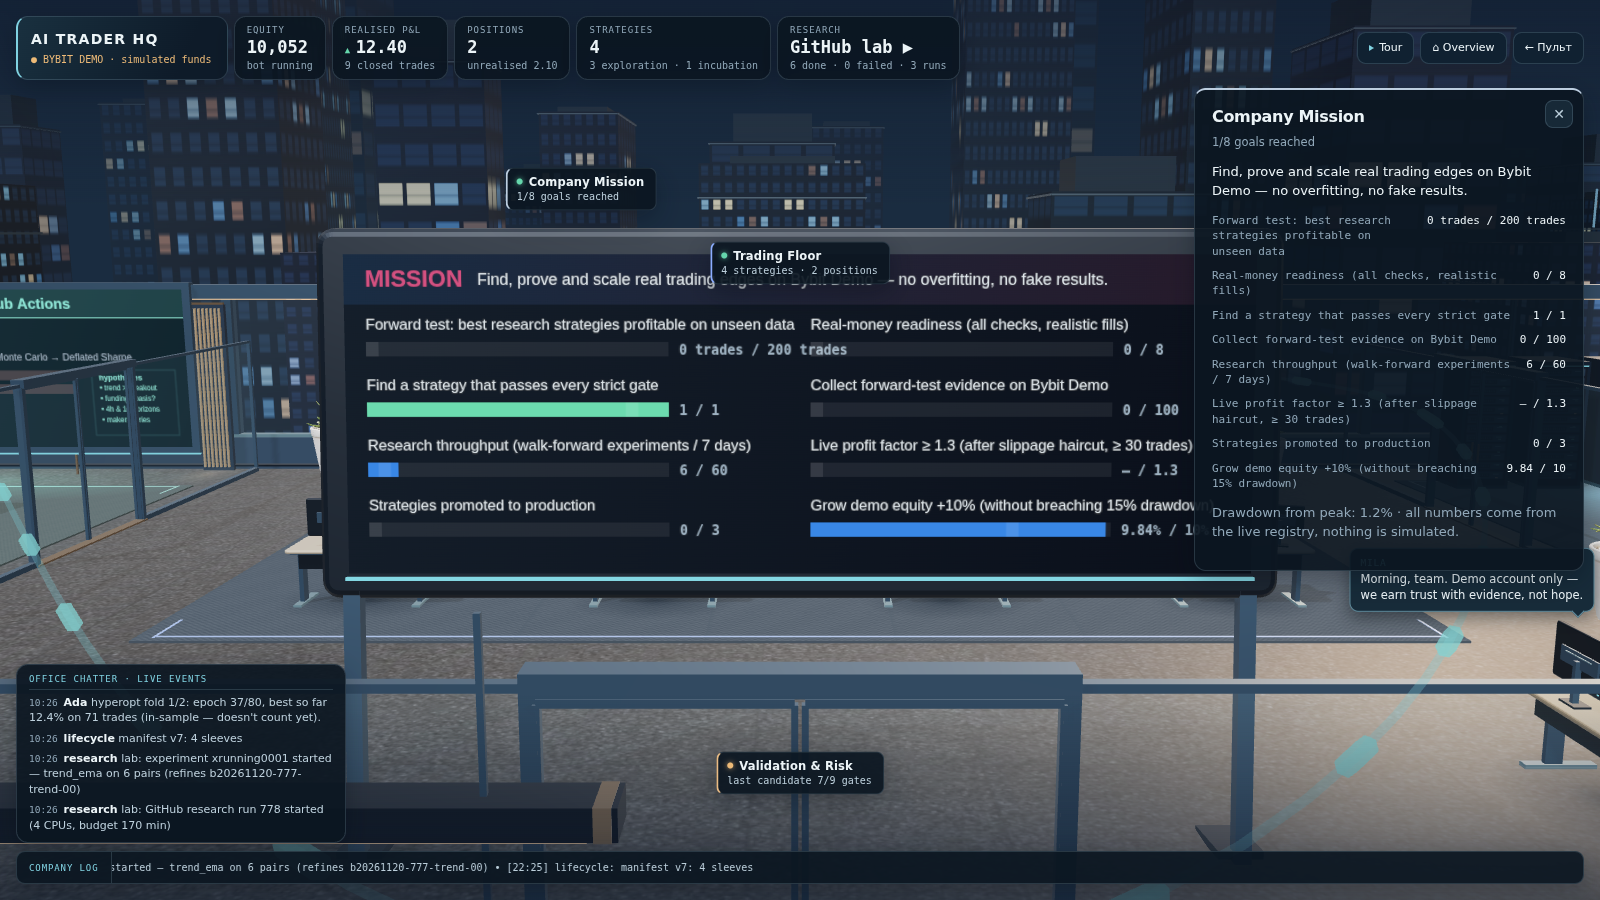 AI TRADER HQ
BYBIT DEMO · simulated funds
EQUITY
10,052
bot running
REALISED P&L
▲ 12.40
9 closed trades
POSITIONS
2
unrealised 2.10
STRATEGIES
4
3 exploration · 1 incubation
RESEARCH
GitHub lab ▶
6 done · 0 failed · 3 runs
▸ Tour
⌂ Overview
← Пульт
Company Mission
1/8 goals reached
Trading Floor
4 strategies · 2 positions
MISSION Find, prove and scale real trading — no overfitting, no fake results.
Forward test: best research strategies profitable on unseen data
0 trades / 200 trades
Real-money readiness (all checks, realistic fills)
0 / 8
Find a strategy that passes every strict gate
1 / 1
Collect forward-test evidence on Bybit Demo
0 / 100
Research throughput (walk-forward experiments / 7 days)
6 / 60
Live profit factor ≥ 1.3 (after slippage haircut, ≥ 30 trades)
— / 1.3
Strategies promoted to production
0 / 3
Grow demo equity +10% (without breaching 15% drawdown)
9.84% / 10%
ub Actions
Monte Carlo → Deflated Sharpe
hypotheses
• 4h &
Company Mission
✕
1/8 goals reached
Find, prove and scale real trading edges on Bybit
Demo — no overfitting, no fake results.
Forward test: best research
strategies profitable on
unseen data
0 trades / 200 trades
Real-money readiness (all checks, realistic
fills)
0 / 8
Find a strategy that passes every strict gate
1 / 1
Collect forward-test evidence on Bybit Demo
0 / 100
Research throughput (walk-forward experiments
/ 7 days)
6 / 60
Live profit factor ≥ 1.3 (after slippage
haircut, ≥ 30 trades)
— / 1.3
Strategies promoted to production
0 / 3
Grow demo equity +10% (without breaching
15% drawdown)
9.84 / 10
Drawdown from peak: 1.2% · all numbers come from
the live registry, nothing is simulated.
Morning, team. Demo account only —
we earn trust with evidence, not hope.
OFFICE CHATTER · LIVE EVENTS
10:26 Ada hyperopt fold 1/2: epoch 37/80, best so far
12.4% on 71 trades (in-sample — doesn't count yet).
10:26 lifecycle manifest v7: 4 sleeves
10:26 research lab: experiment xrunning0001 started
— trend_ema on 6 pairs (refines b20261120-777-
trend-00)
10:26 research lab: GitHub research run 778 started
(4 CPUs, budget 170 min)
Validation & Risk
last candidate 7/9 gates
COMPANY LOG
started — trend_ema on 6 pairs (refines b20261120-777-trend-00) • [22:25] lifecycle: manifest v7: 4 sleeves